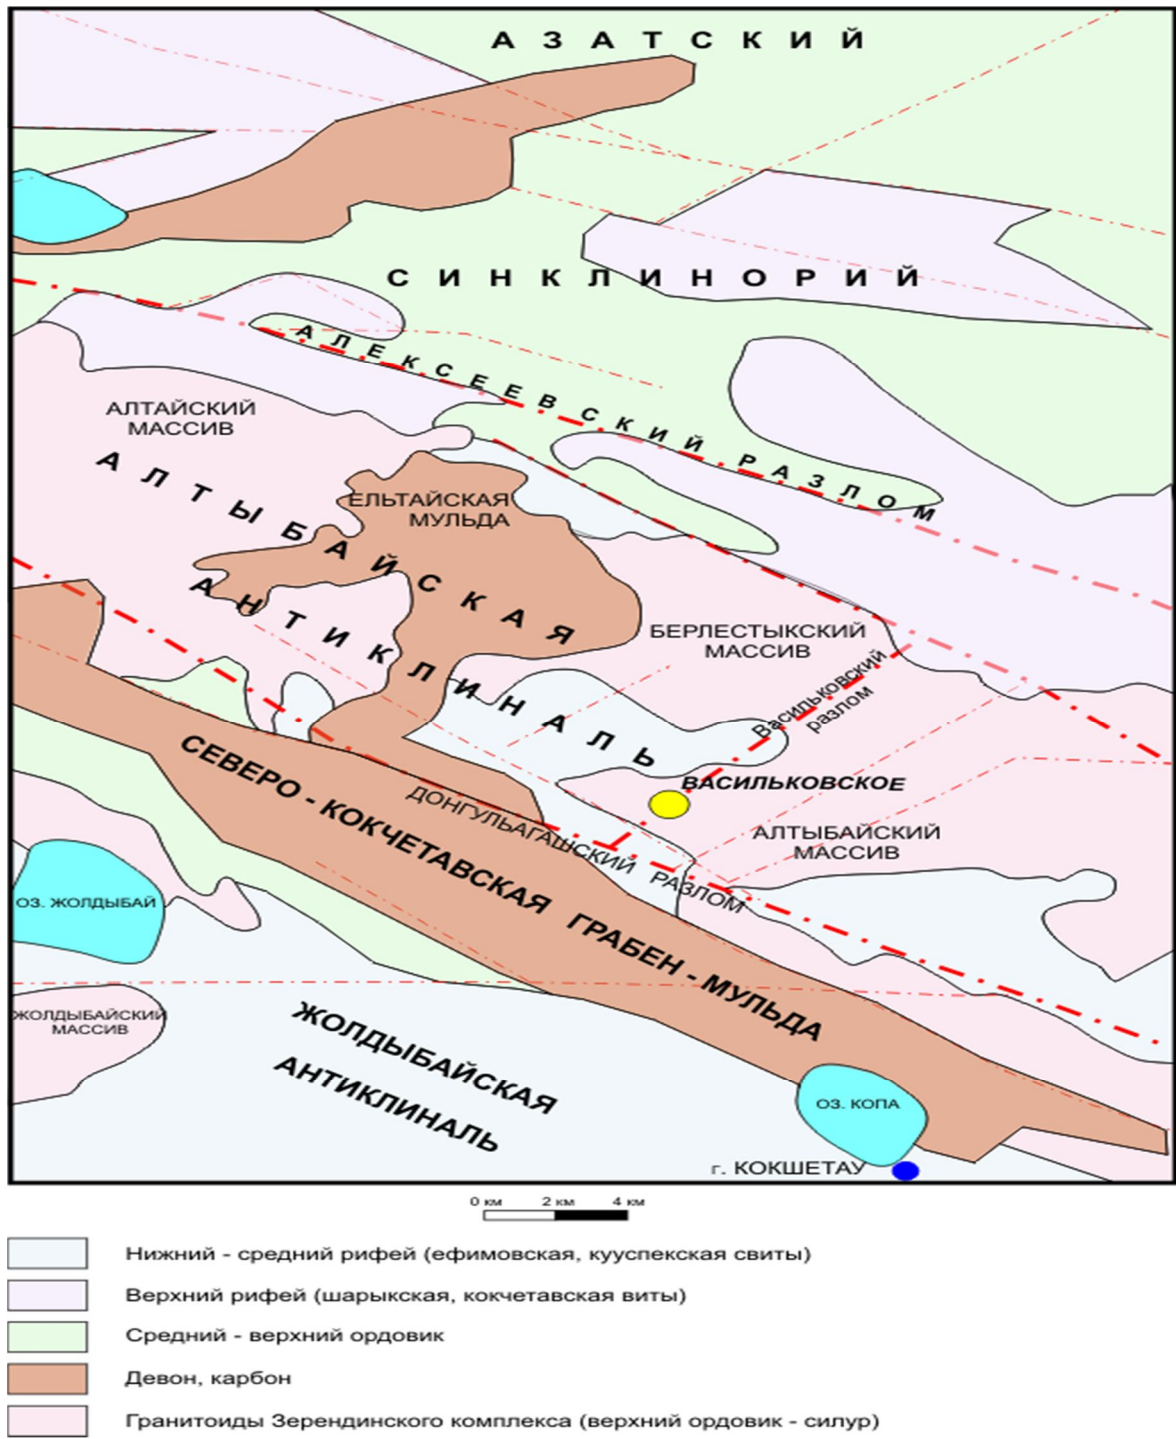 АЗАТСКИЙ
СИНКЛИНОРИЙ
АЛЕКСЕЕВСКИЙ РАЗЛОМ
АЛТАЙСКИЙ
МАССИВ
АЛТЫБАЙСКАЯ
ЕЛЬТАЙСКАЯ
МУЛЬДА
АНТИКЛИНАЛЬ
БЕРЛЕСТЫКСКИЙ
МАССИВ
Васильковский
разлом
ВАСИЛЬКОВСКОЕ
СЕВЕРО - КОКЧЕТАВСКАЯ ГРАБЕН - МУЛЬДА
ДОНГУЛЬАГАШСКИЙ РАЗЛОМ
АЛТЫБАЙСКИЙ
МАССИВ
ОЗ. ЖОЛДЫБАЙ
ЖОЛДЫБАЙСКИЙ
МАССИВ
ЖОЛДЫБАЙСКАЯ
АНТИКЛИНАЛЬ
ОЗ. КОПА
г. КОКШЕТАУ
0 км 2 км 4 км
Нижний - средний рифей (ефимовская, кууспекская свиты)
Верхний рифей (шарыкская, кокчетавская виты)
Средний - верхний ордовик
Девон, карбон
Гранитоиды Зерендинского комплекса (верхний ордовик - силур)